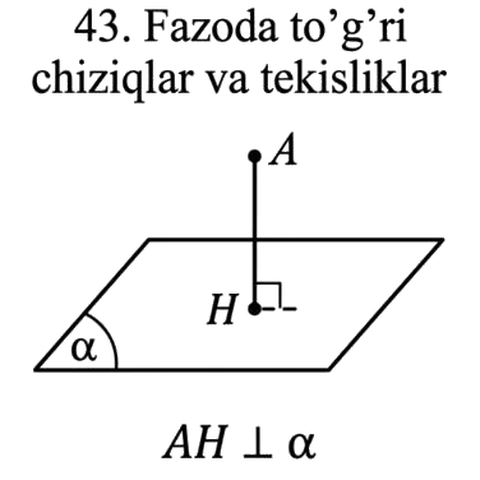 43. Fazoda to’g’ri
chiziqlar va tekisliklar
A
H
α
AH ⊥ α